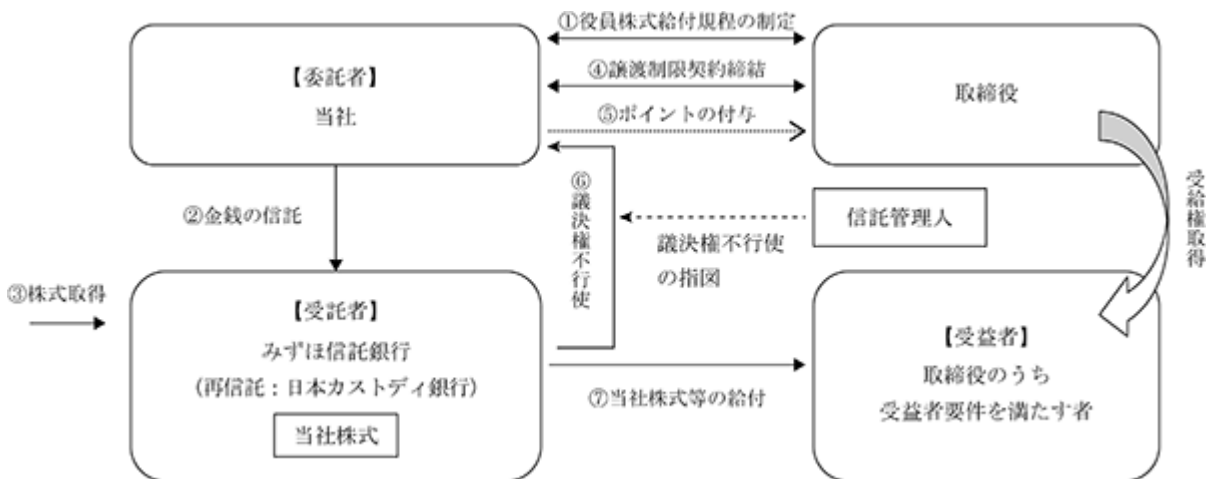 ①役員株式給付規程の制定
【委託者】
当社
④譲渡制限契約締結
⑤ポイントの付与
取締役
②金銭の信託
⑥議決権不行使
議決権不行使
の指図
信託管理人
受給権取得
③株式取得
【受託者】
みずほ信託銀行
(再信託：日本カストディ銀行)
当社株式
⑦当社株式等の給付
【受益者】
取締役のうち
受益者要件を満たす者